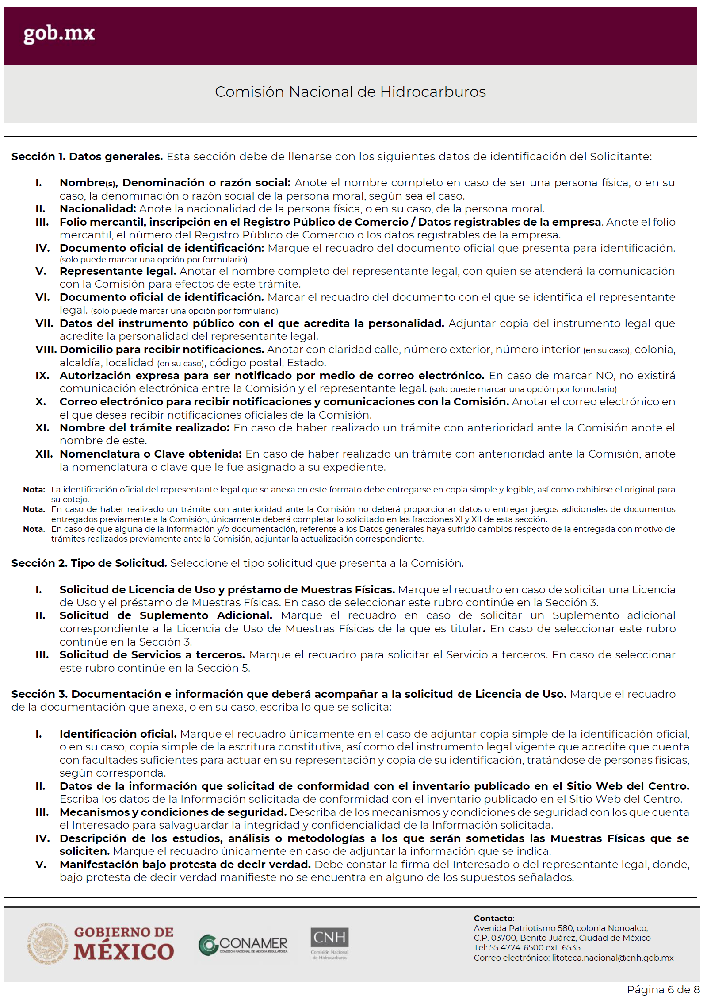 gob.mx
Comisión Nacional de Hidrocarburos
Sección 1. Datos generales. Esta sección debe de llenarse con los siguientes datos de identificación del Solicitante:
I. Nombre(s), Denominación o razón social: Anote el nombre completo en caso de ser una persona física, o en su
caso, la denominación o razón social de la persona moral, según sea el caso.
II. Nacionalidad: Anote la nacionalidad de la persona física, o en su caso, de la persona moral.
III. Folio mercantil, inscripción en el Registro Público de Comercio / Datos registrables de la empresa. Anote el folio
mercantil, el número del Registro Público de Comercio o los datos registrables de la empresa.
IV. Documento oficial de identificación: Marque el recuadro del documento oficial que presenta para identificación.
(solo puede marcar una opción por formulario)
V. Representante legal. Anotar el nombre completo del representante legal, con quien se atenderá la comunicación
con la Comisión para efectos de este trámite.
VI. Documento oficial de identificación. Marcar el recuadro del documento con el que se identifica el representante
legal. (solo puede marcar una opción por formulario)
VII. Datos del instrumento público con el que acredita la personalidad. Adjuntar copia del instrumento legal que
acredite la personalidad del representante legal.
VIII. Domicilio para recibir notificaciones. Anotar con claridad calle, número exterior, número interior (en su caso), colonia,
alcaldía, localidad (en su caso), código postal, Estado.
IX. Autorización expresa para ser notificado por medio de correo electrónico. En caso de marcar NO, no existirá
comunicación electrónica entre la Comisión y el representante legal. (solo puede marcar una opción por formulario)
X. Correo electrónico para recibir notificaciones y comunicaciones con la Comisión. Anotar el correo electrónico en
el que desea recibir notificaciones oficiales de la Comisión.
XI. Nombre del trámite realizado: En caso de haber realizado un trámite con anterioridad ante la Comisión anote el
nombre de este.
XII. Nomenclatura o Clave obtenida: En caso de haber realizado un trámite con anterioridad ante la Comisión, anote
la nomenclatura o clave que le fue asignado a su expediente.
Nota: La identificación oficial del representante legal que se anexa en este formato debe entregarse en copia simple y legible, así como exhibirse el original para
su cotejo.
Nota. En caso de haber realizado un trámite con anterioridad ante la Comisión no deberá proporcionar datos o entregar juegos adicionales de documentos
entregados previamente a la Comisión, únicamente deberá completar lo solicitado en las fracciones XI y XII de esta sección.
Nota. En caso de que alguna de la información y/o documentación, referente a los Datos generales haya sufrido cambios respecto de la entregada con motivo de
trámites realizados previamente ante la Comisión, adjuntar la actualización correspondiente.
Sección 2. Tipo de Solicitud. Seleccione el tipo solicitud que presenta a la Comisión.
I. Solicitud de Licencia de Uso y préstamo de Muestras Físicas. Marque el recuadro en caso de solicitar una Licencia
de Uso y el préstamo de Muestras Físicas. En caso de seleccionar este rubro continúe en la Sección 3.
II. Solicitud de Suplemento Adicional. Marque el recuadro en caso de solicitar un Suplemento adicional
correspondiente a la Licencia de Uso de Muestras Físicas de la que es titular. En caso de seleccionar este rubro
continúe en la Sección 3.
III. Solicitud de Servicios a terceros. Marque el recuadro para solicitar el Servicio a terceros. En caso de seleccionar
este rubro continúe en la Sección 5.
Sección 3. Documentación e información que deberá acompañar a la solicitud de Licencia de Uso. Marque el recuadro
de la documentación que anexa, o en su caso, escriba lo que se solicita:
I. Identificación oficial. Marque el recuadro únicamente en el caso de adjuntar copia simple de la identificación oficial,
o en su caso, copia simple de la escritura constitutiva, así como del instrumento legal vigente que acredite que cuenta
con facultades suficientes para actuar en su representación y copia de su identificación, tratándose de personas físicas,
según corresponda.
II. Datos de la información que solicitad de conformidad con el inventario publicado en el Sitio Web del Centro.
Escriba los datos de la Información solicitada de conformidad con el inventario publicado en el Sitio Web del Centro.
III. Mecanismos y condiciones de seguridad. Describa de los mecanismos y condiciones de seguridad con los que cuenta
el Interesado para salvaguardar la integridad y confidencialidad de la Información solicitada.
IV. Descripción de los estudios, análisis o metodologías a los que serán sometidas las Muestras Físicas que se
soliciten. Marque el recuadro únicamente en caso de adjuntar la información que se indica.
V. Manifestación bajo protesta de decir verdad. Debe constar la firma del Interesado o del representante legal, donde,
bajo protesta de decir verdad manifieste no se encuentra en alguno de los supuestos señalados.
ESTADOS UNIDOS MEXICANOS
GOBIERNO DE
MÉXICO
CONAMER
COMISIÓN NACIONAL DE MEJORA REGULATORIA
CNH
Comisión Nacional
de Hidrocarburos
Contacto:
Avenida Patriotismo 580, colonia Nonoalco,
C.P. 03700, Benito Juárez, Ciudad de México
Tel: 55 4774-6500 ext. 6535
Correo electrónico: litoteca.nacional@cnh.gob.mx
Página 6 de 8